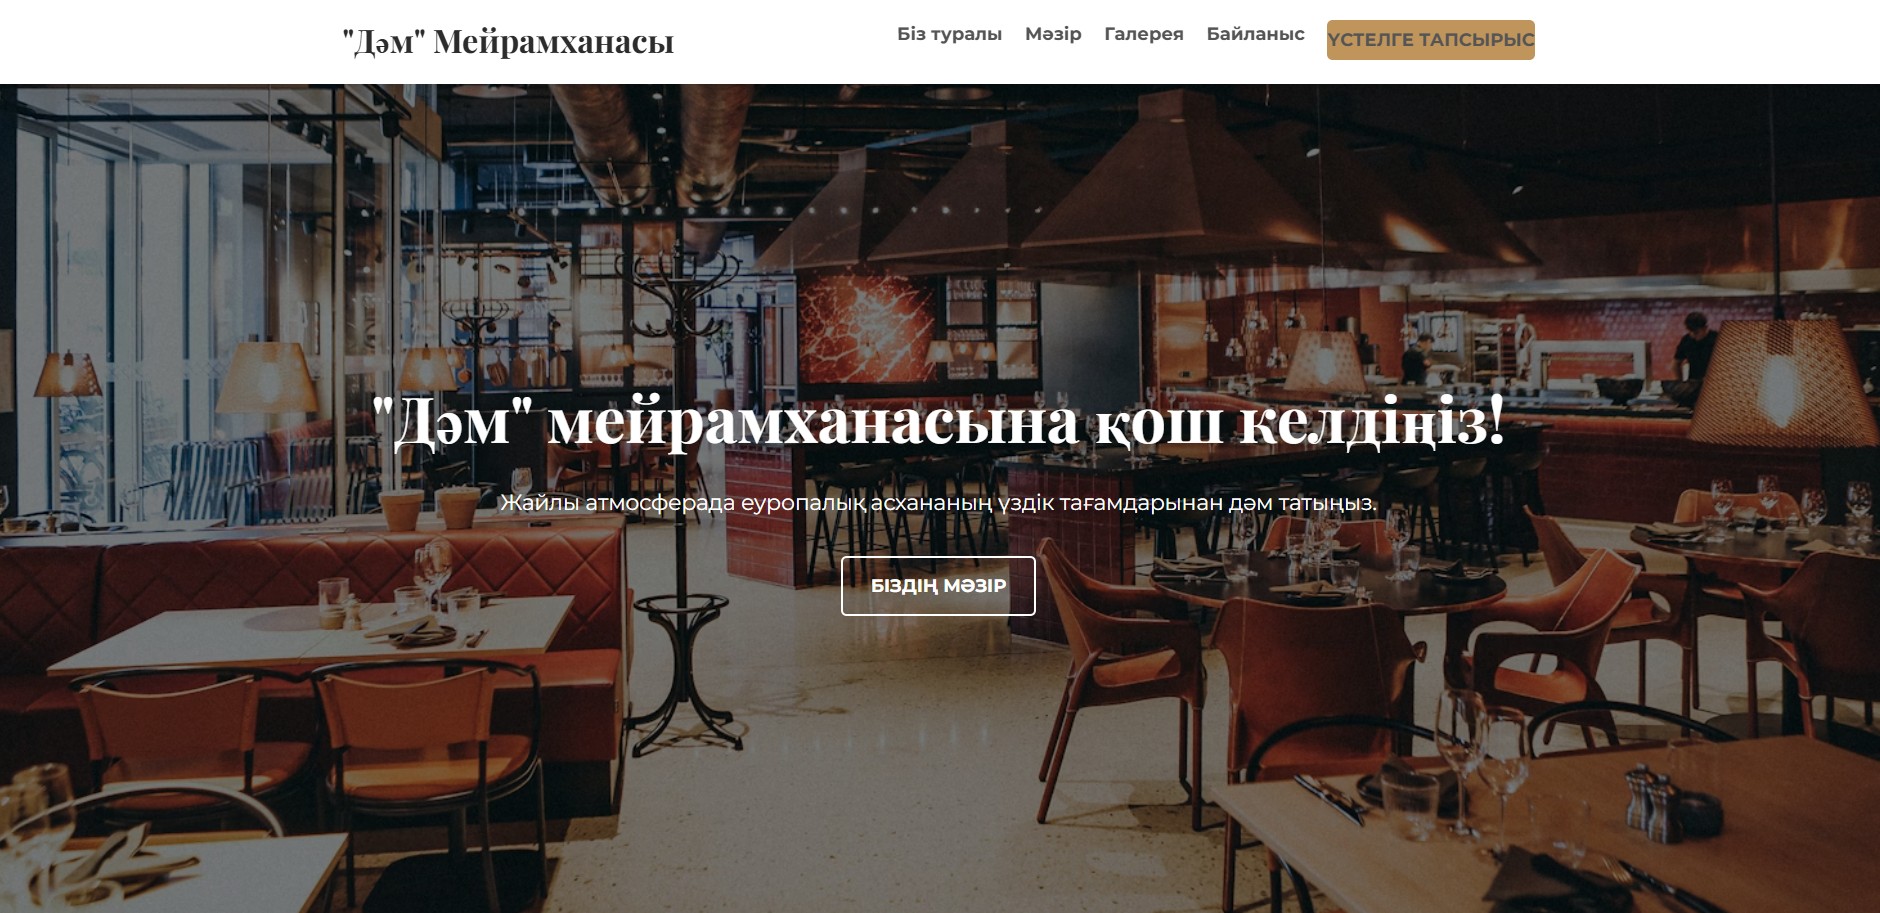 "Дәм" Мейрамханасы
Біз туралы Мәзір Галерея Байланыс ҮСТЕЛГЕ ТАПСЫРЫС
"Дәм" мейрамханасына қош келдіңіз!
Жайлы атмосферада еуропалық асхананың үздік тағамдарынан дәм татыңыз.
БІЗДІҢ МӘЗІР